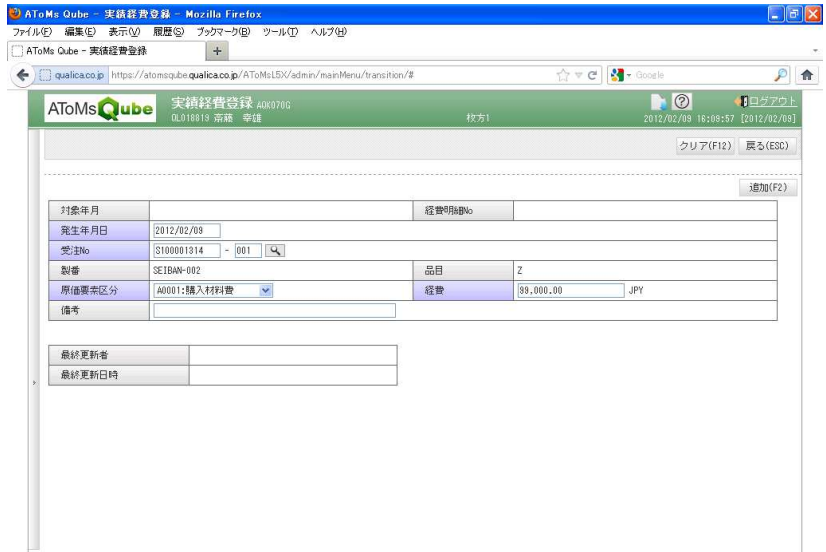 AToMs Qube - 実績経費登録 - Mozilla Firefox
ファイル(F) 編集(E) 表示(V) 履歴(S) ブックマーク(B) ツール(T) ヘルプ(H)
AToMs Qube - 実績経費登録 +
qualica.co.jp https://atomsqube.qualica.co.jp/AToMsL5X/admin/mainMenu/transition/# Google
AToMs Qube 実績経費登録 AOK070G ログアウト
OL018819 斎藤 幸雄 枚方1 2012/02/09 16:09:57 [2012/02/09]
クリア(F12) 戻る(ESC)
追加(F2)
対象年月 経費明細No
発生年月日 2012/02/09
受注No S100001314 - 001
製番 SEIBAN-002 品目 Z
原価要素区分 A0001:購入材料費 経費 99,000.00 JPY
備考
最終更新者
最終更新日時